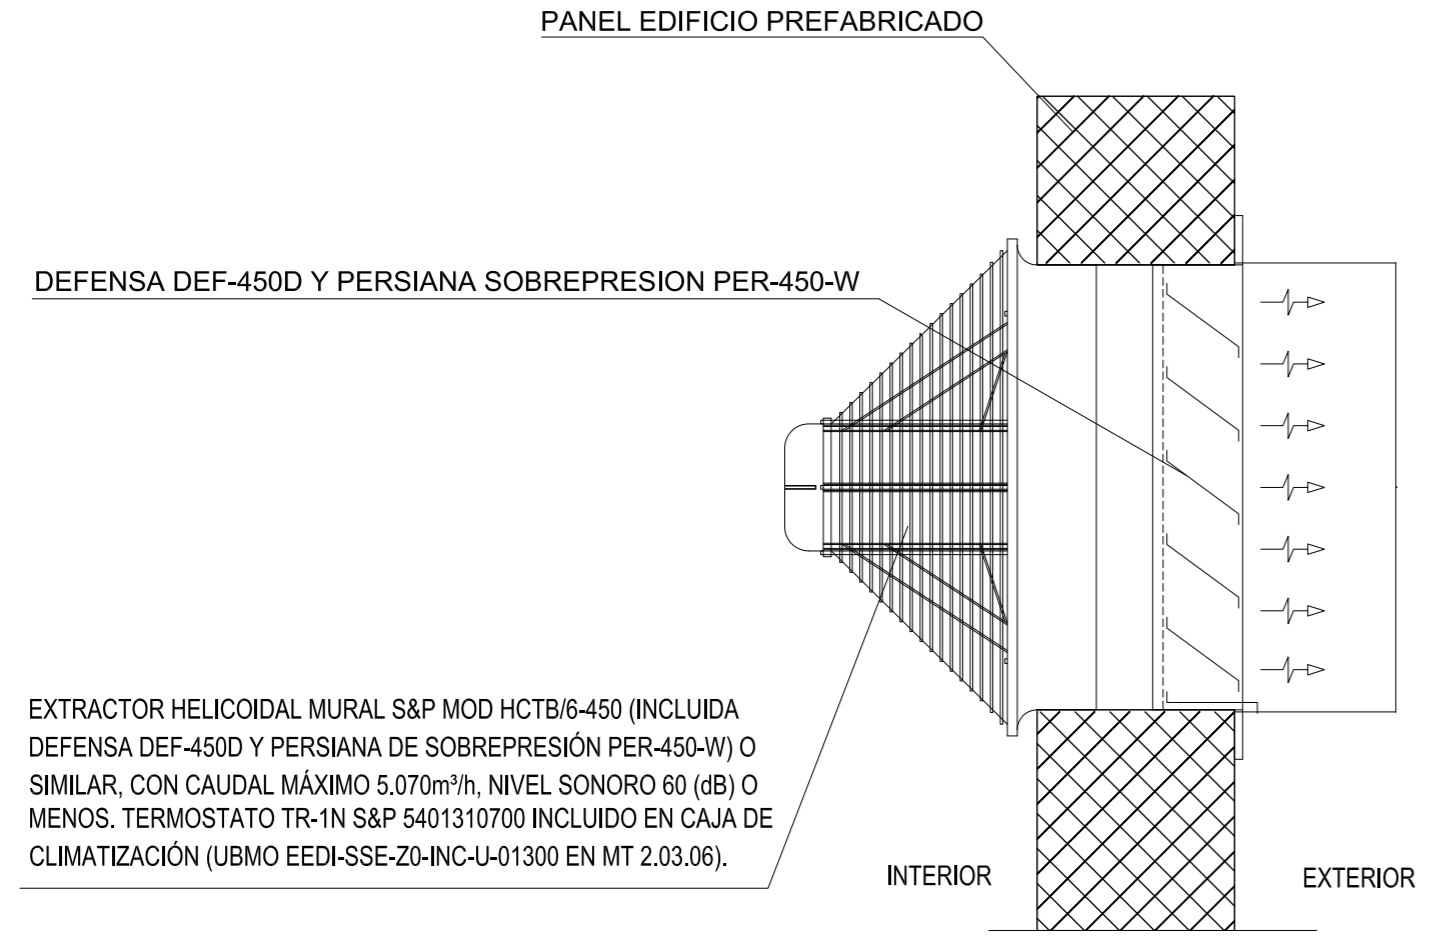 PANEL EDIFICIO PREFABRICADO
DEFENSA DEF-450D Y PERSIANA SOBREPRESION PER-450-W
EXTRACTOR HELICOIDAL MURAL S&P MOD HCTB/6-450 (INCLUIDA
DEFENSA DEF-450D Y PERSIANA DE SOBREPRESIÓN PER-450-W) O
SIMILAR, CON CAUDAL MÁXIMO 5.070m³/h, NIVEL SONORO 60 (dB) O
MENOS. TERMOSTATO TR-1N S&P 5401310700 INCLUIDO EN CAJA DE
CLIMATIZACIÓN (UBMO EEDI-SSE-Z0-INC-U-01300 EN MT 2.03.06).
INTERIOR
EXTERIOR